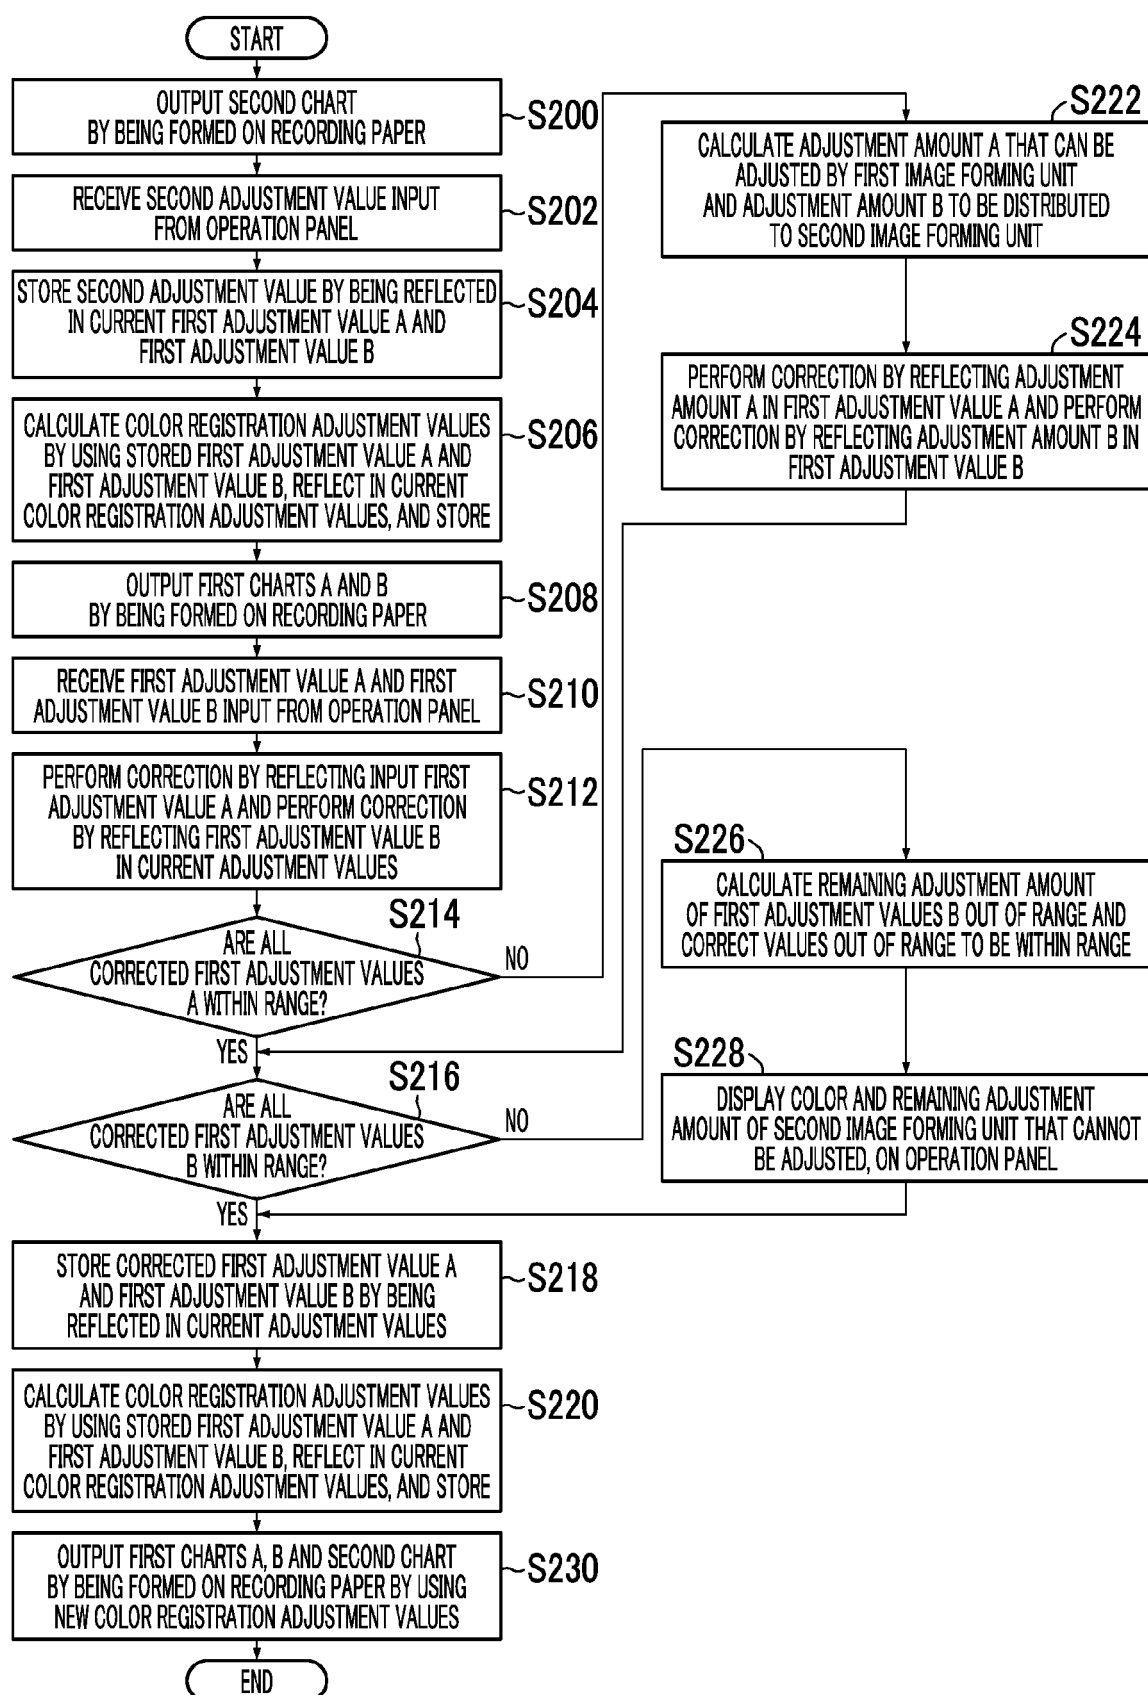 START
OUTPUT SECOND CHART
BY BEING FORMED ON RECORDING PAPER
S200
RECEIVE SECOND ADJUSTMENT VALUE INPUT
FROM OPERATION PANEL
S202
STORE SECOND ADJUSTMENT VALUE BY BEING REFLECTED
IN CURRENT FIRST ADJUSTMENT VALUE A AND
FIRST ADJUSTMENT VALUE B
S204
CALCULATE COLOR REGISTRATION ADJUSTMENT VALUES
BY USING STORED FIRST ADJUSTMENT VALUE A AND
FIRST ADJUSTMENT VALUE B, REFLECT IN CURRENT
COLOR REGISTRATION ADJUSTMENT VALUES, AND STORE
S206
OUTPUT FIRST CHARTS A AND B
BY BEING FORMED ON RECORDING PAPER
S208
RECEIVE FIRST ADJUSTMENT VALUE A AND FIRST
ADJUSTMENT VALUE B INPUT FROM OPERATION PANEL
S210
PERFORM CORRECTION BY REFLECTING INPUT FIRST
ADJUSTMENT VALUE A AND PERFORM CORRECTION
BY REFLECTING FIRST ADJUSTMENT VALUE B
IN CURRENT ADJUSTMENT VALUES
S212
S214
ARE ALL
CORRECTED FIRST ADJUSTMENT VALUES
A WITHIN RANGE?
NO
YES
S216
ARE ALL
CORRECTED FIRST ADJUSTMENT VALUES
B WITHIN RANGE?
NO
YES
STORE CORRECTED FIRST ADJUSTMENT VALUE A
AND FIRST ADJUSTMENT VALUE B BY BEING
REFLECTED IN CURRENT ADJUSTMENT VALUES
S218
CALCULATE COLOR REGISTRATION ADJUSTMENT VALUES
BY USING STORED FIRST ADJUSTMENT VALUE A AND
FIRST ADJUSTMENT VALUE B, REFLECT IN CURRENT
COLOR REGISTRATION ADJUSTMENT VALUES, AND STORE
S220
OUTPUT FIRST CHARTS A, B AND SECOND CHART
BY BEING FORMED ON RECORDING PAPER BY USING
NEW COLOR REGISTRATION ADJUSTMENT VALUES
S230
END
S222
CALCULATE ADJUSTMENT AMOUNT A THAT CAN BE
ADJUSTED BY FIRST IMAGE FORMING UNIT
AND ADJUSTMENT AMOUNT B TO BE DISTRIBUTED
TO SECOND IMAGE FORMING UNIT
S224
PERFORM CORRECTION BY REFLECTING ADJUSTMENT
AMOUNT A IN FIRST ADJUSTMENT VALUE A AND PERFORM
CORRECTION BY REFLECTING ADJUSTMENT AMOUNT B IN
FIRST ADJUSTMENT VALUE B
S226
CALCULATE REMAINING ADJUSTMENT AMOUNT
OF FIRST ADJUSTMENT VALUES B OUT OF RANGE AND
CORRECT VALUES OUT OF RANGE TO BE WITHIN RANGE
S228
DISPLAY COLOR AND REMAINING ADJUSTMENT
AMOUNT OF SECOND IMAGE FORMING UNIT THAT CANNOT
BE ADJUSTED, ON OPERATION PANEL